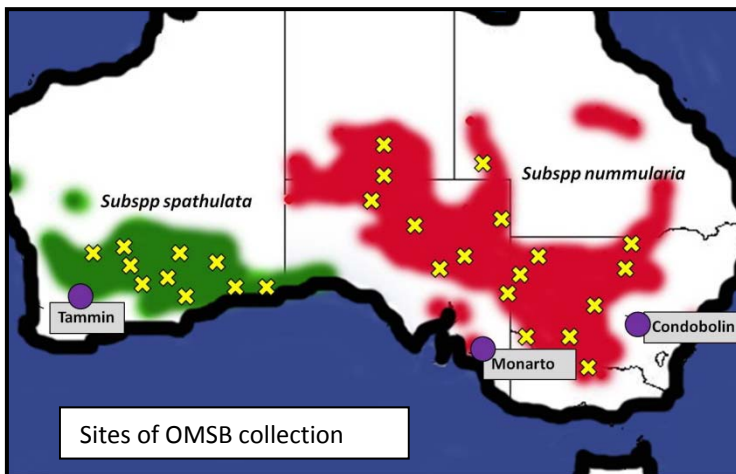 Subspp spathulata
Subspp nummularia
Tammin
Condobolin
Monarto
Sites of OMSB collection